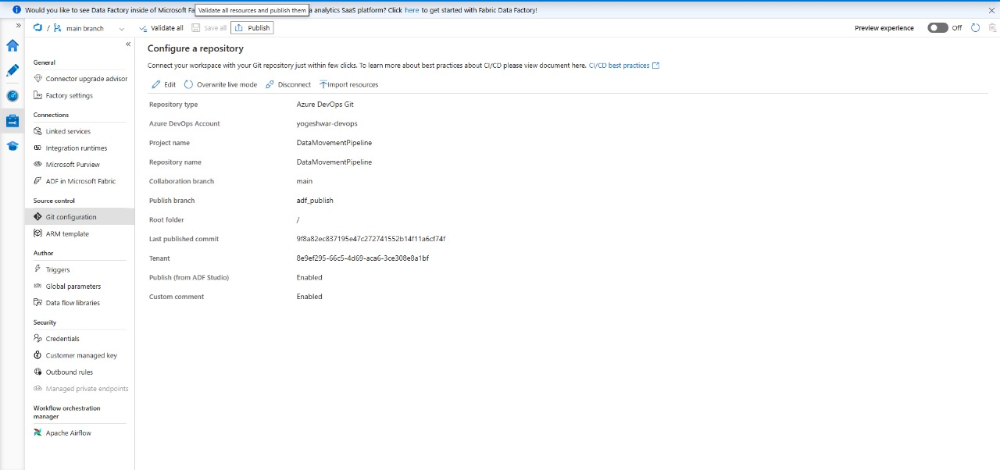 Would you like to see Data Factory inside of Microsoft Fa
Validate all resources and publish them
a analytics SaaS platform? Click here to get started with Fabric Data Factory!
/ main branch
Validate all
Save all
Publish
Preview experience
Off
General
Connector upgrade advisor
Factory settings
Connections
Linked services
Integration runtimes
Microsoft Purview
ADF in Microsoft Fabric
Source control
Git configuration
ARM template
Author
Triggers
Global parameters
Data flow libraries
Security
Credentials
Customer managed key
Outbound rules
Managed private endpoints
Workflow orchestration
manager
Apache Airflow
Configure a repository
Connect your workspace with your Git repository just within few clicks. To learn more about best practices about CI/CD please view document here. CI/CD best practices
Edit Overwrite live mode Disconnect Import resources
Repository type Azure DevOps Git
Azure DevOps Account yogeshwar-devops
Project name DataMovementPipeline
Repository name DataMovementPipeline
Collaboration branch main
Publish branch adf_publish
Root folder /
Last published commit 9f8a82ec837195e47c272741552b14f11a6cf74f
Tenant 8e9ef295-66c5-4d69-aca6-3ce308e8a1bf
Publish (from ADF Studio) Enabled
Custom comment Enabled